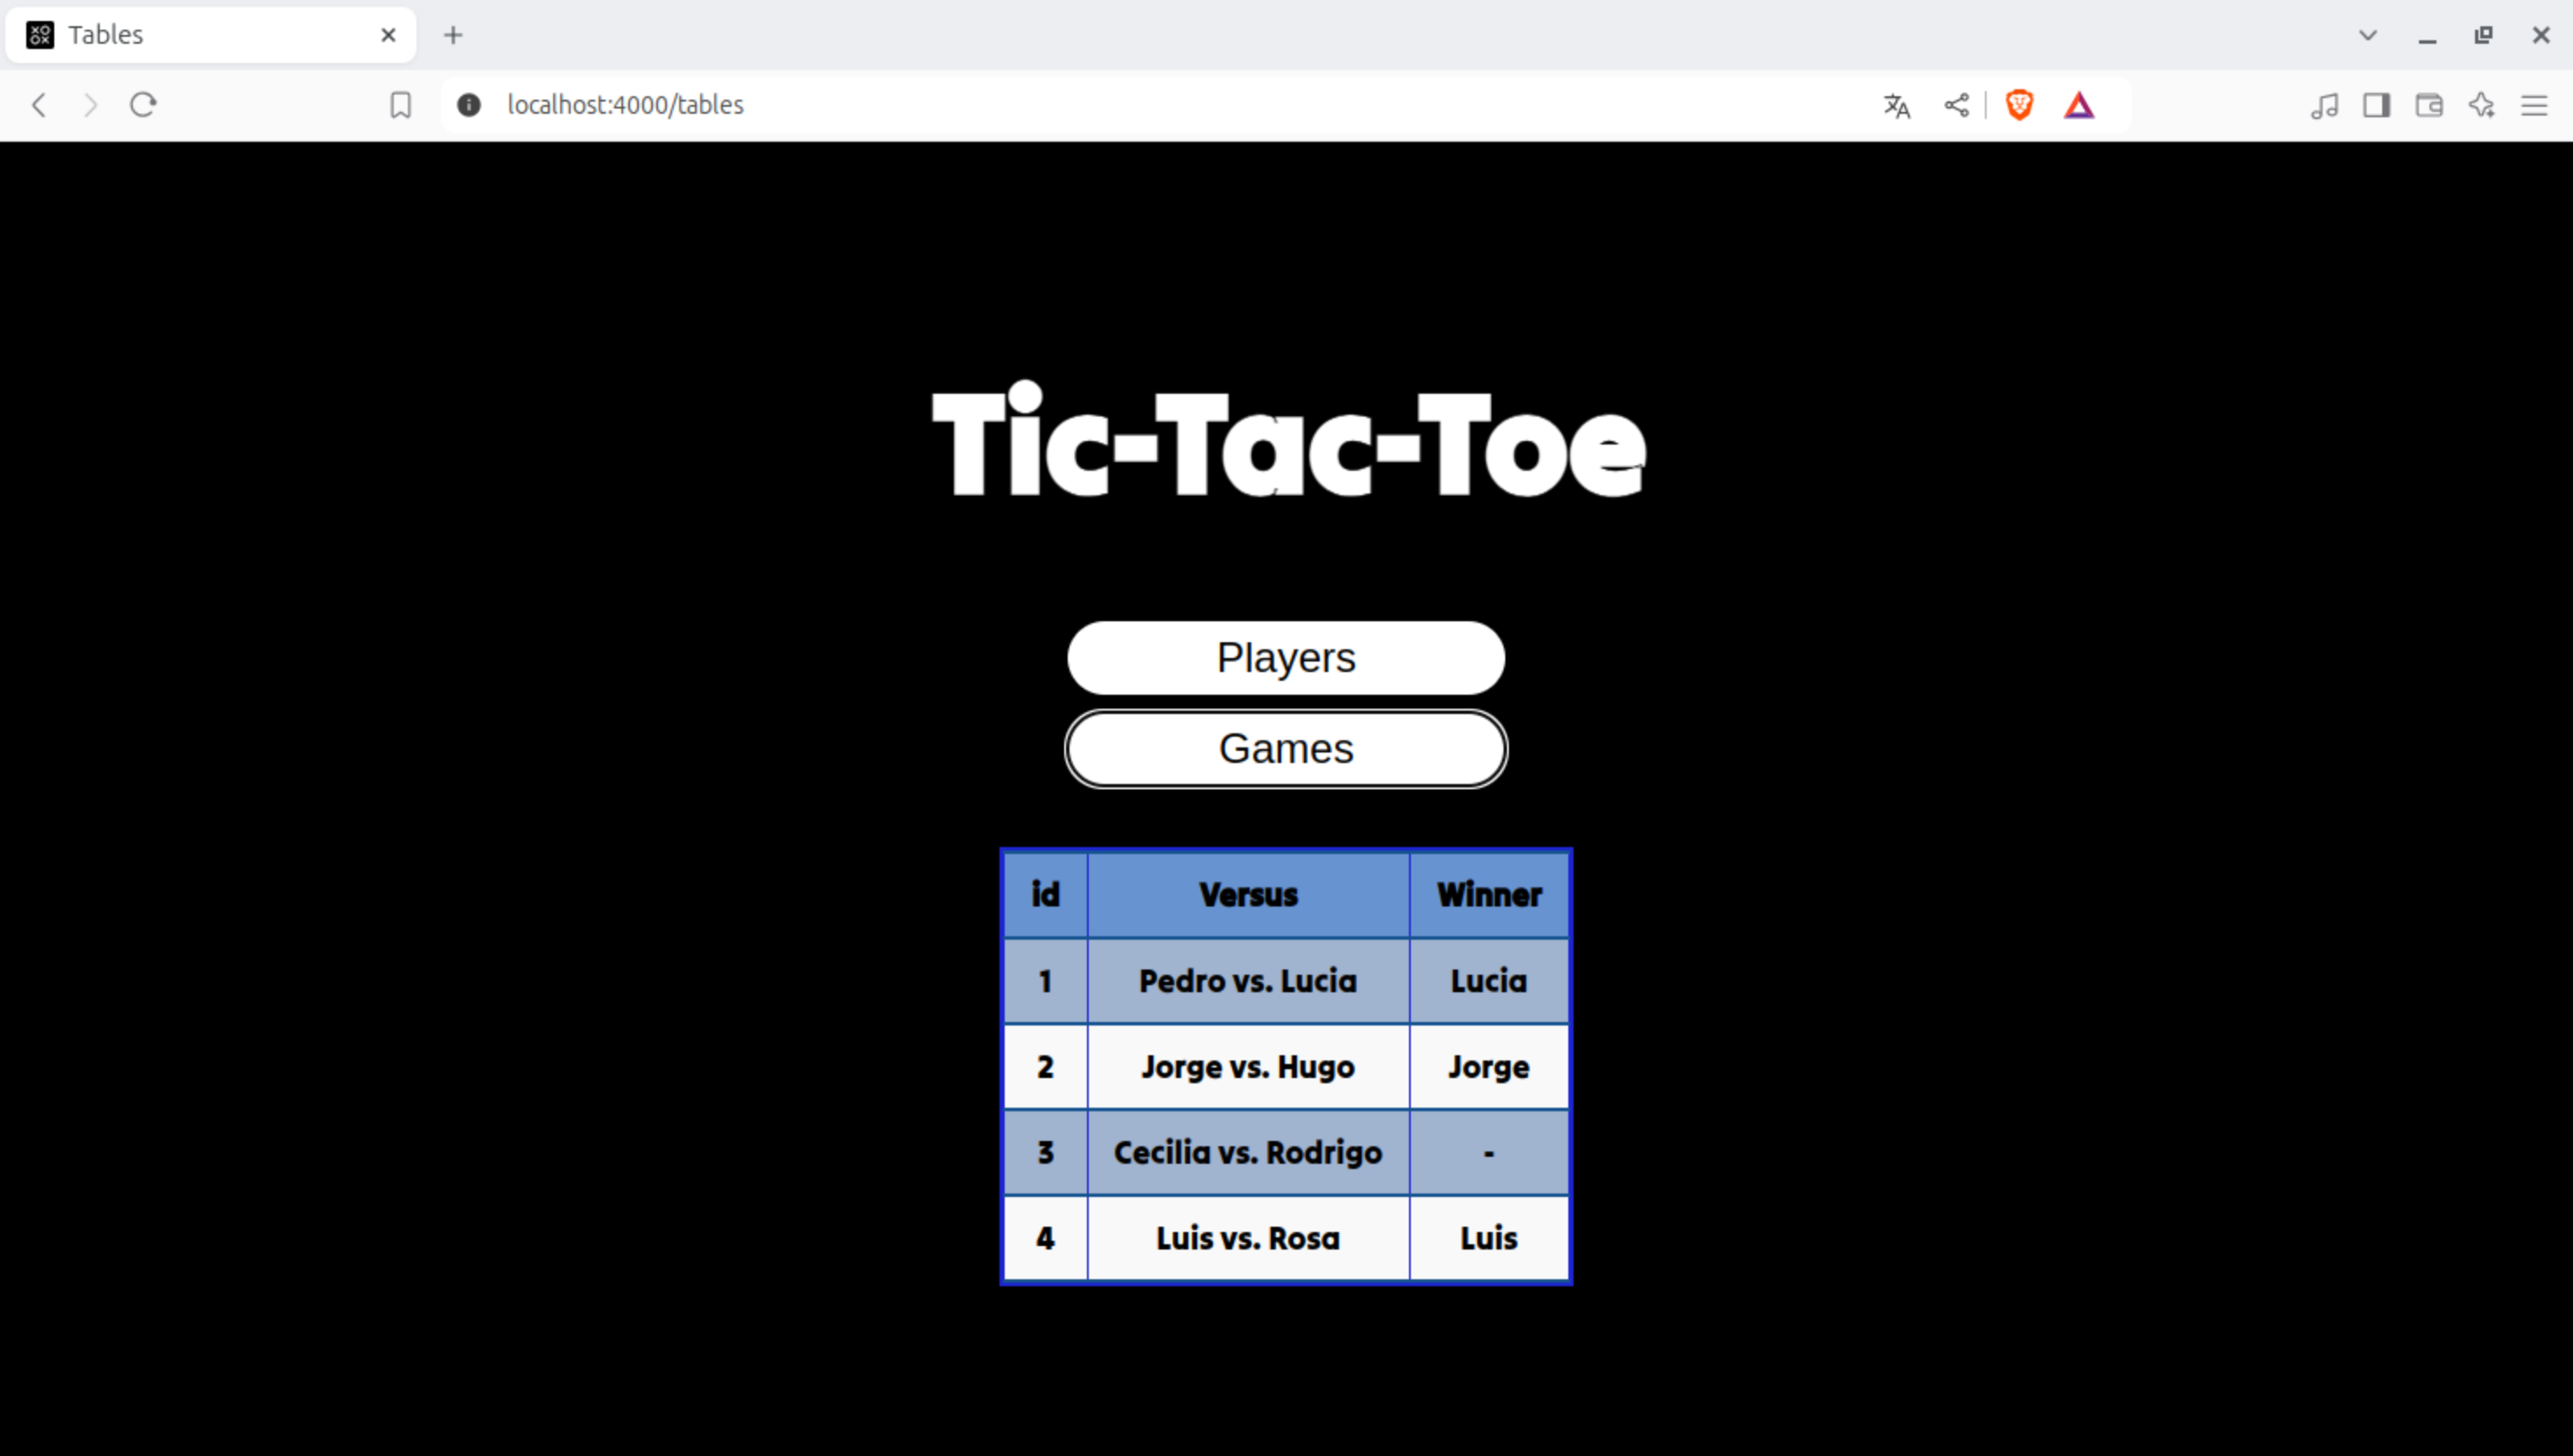 Tables
localhost:4000/tables
Tic-Tac-Toe
Players
Games
id Versus Winner
1 Pedro vs. Lucia Lucia
2 Jorge vs. Hugo Jorge
3 Cecilia vs. Rodrigo -
4 Luis vs. Rosa Luis